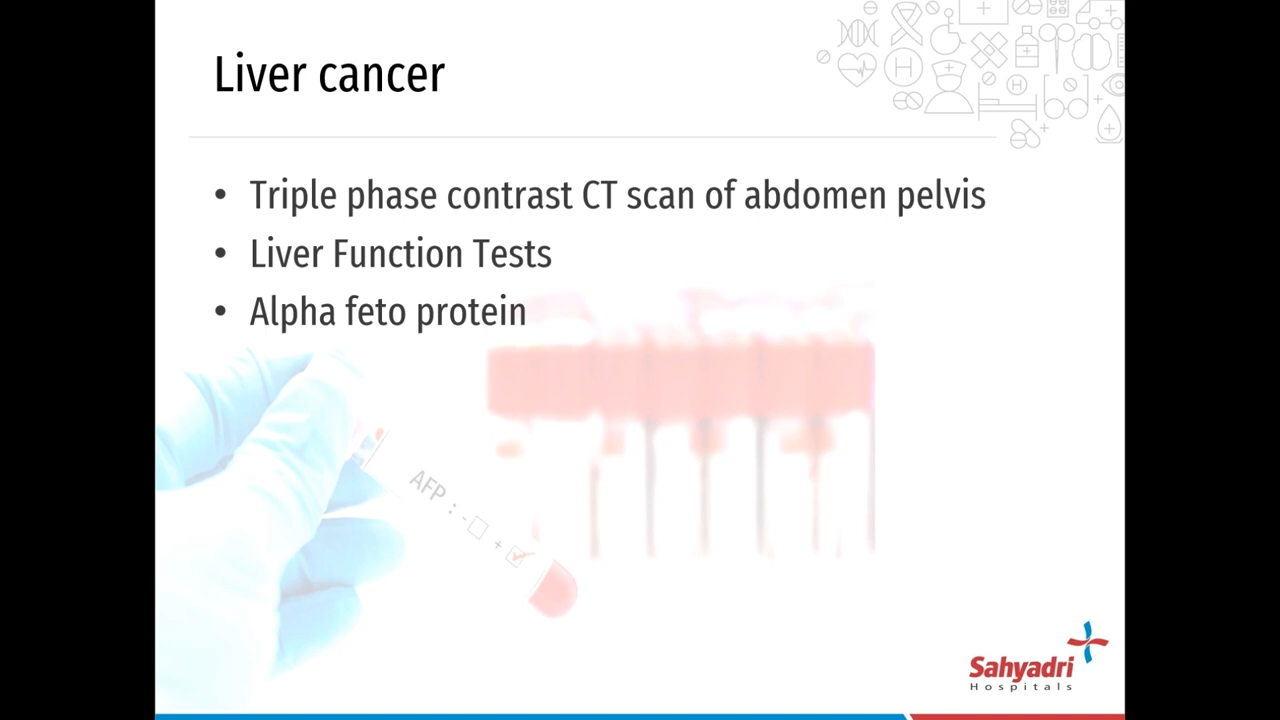 Liver cancer
• Triple phase contrast CT scan of abdomen pelvis
• Liver Function Tests
• Alpha feto protein
AFP : - +
H
H
Sahyadri
Hospitals